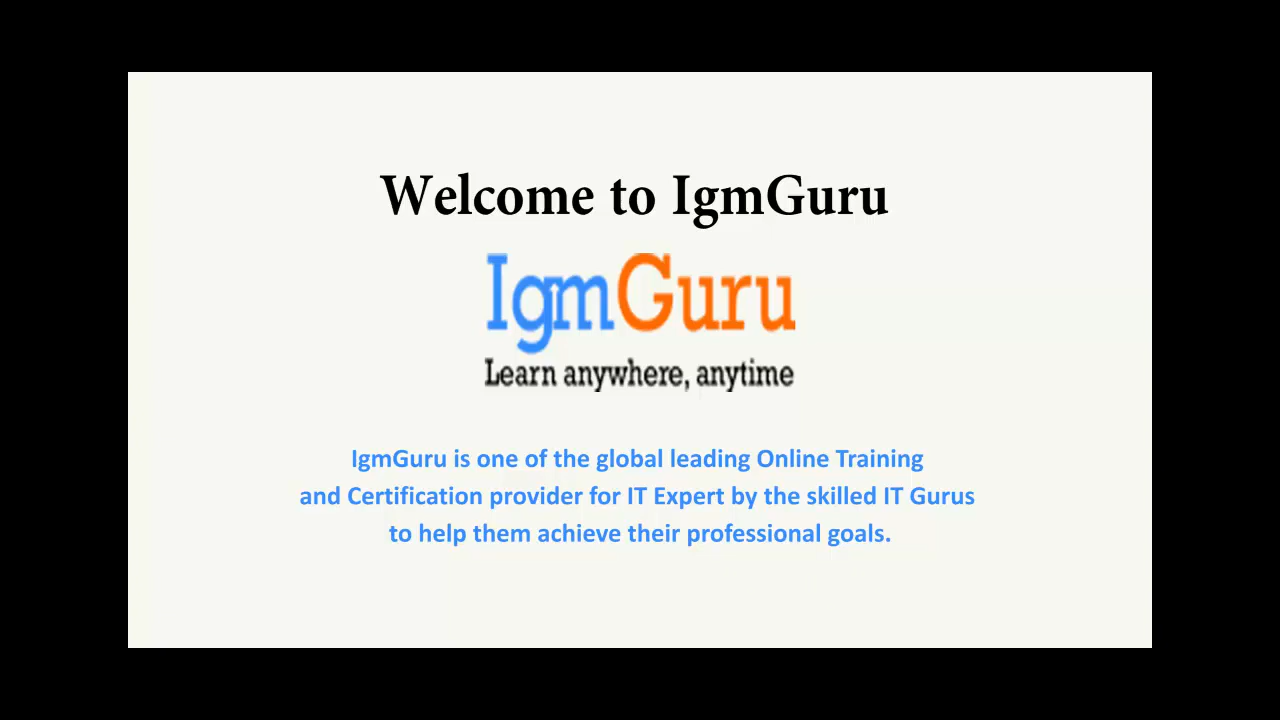 Welcome to IgmGuru
IgmGuru
Learn anywhere, anytime
IgmGuru is one of the global leading Online Training
and Certification provider for IT Expert by the skilled IT Gurus
to help them achieve their professional goals.